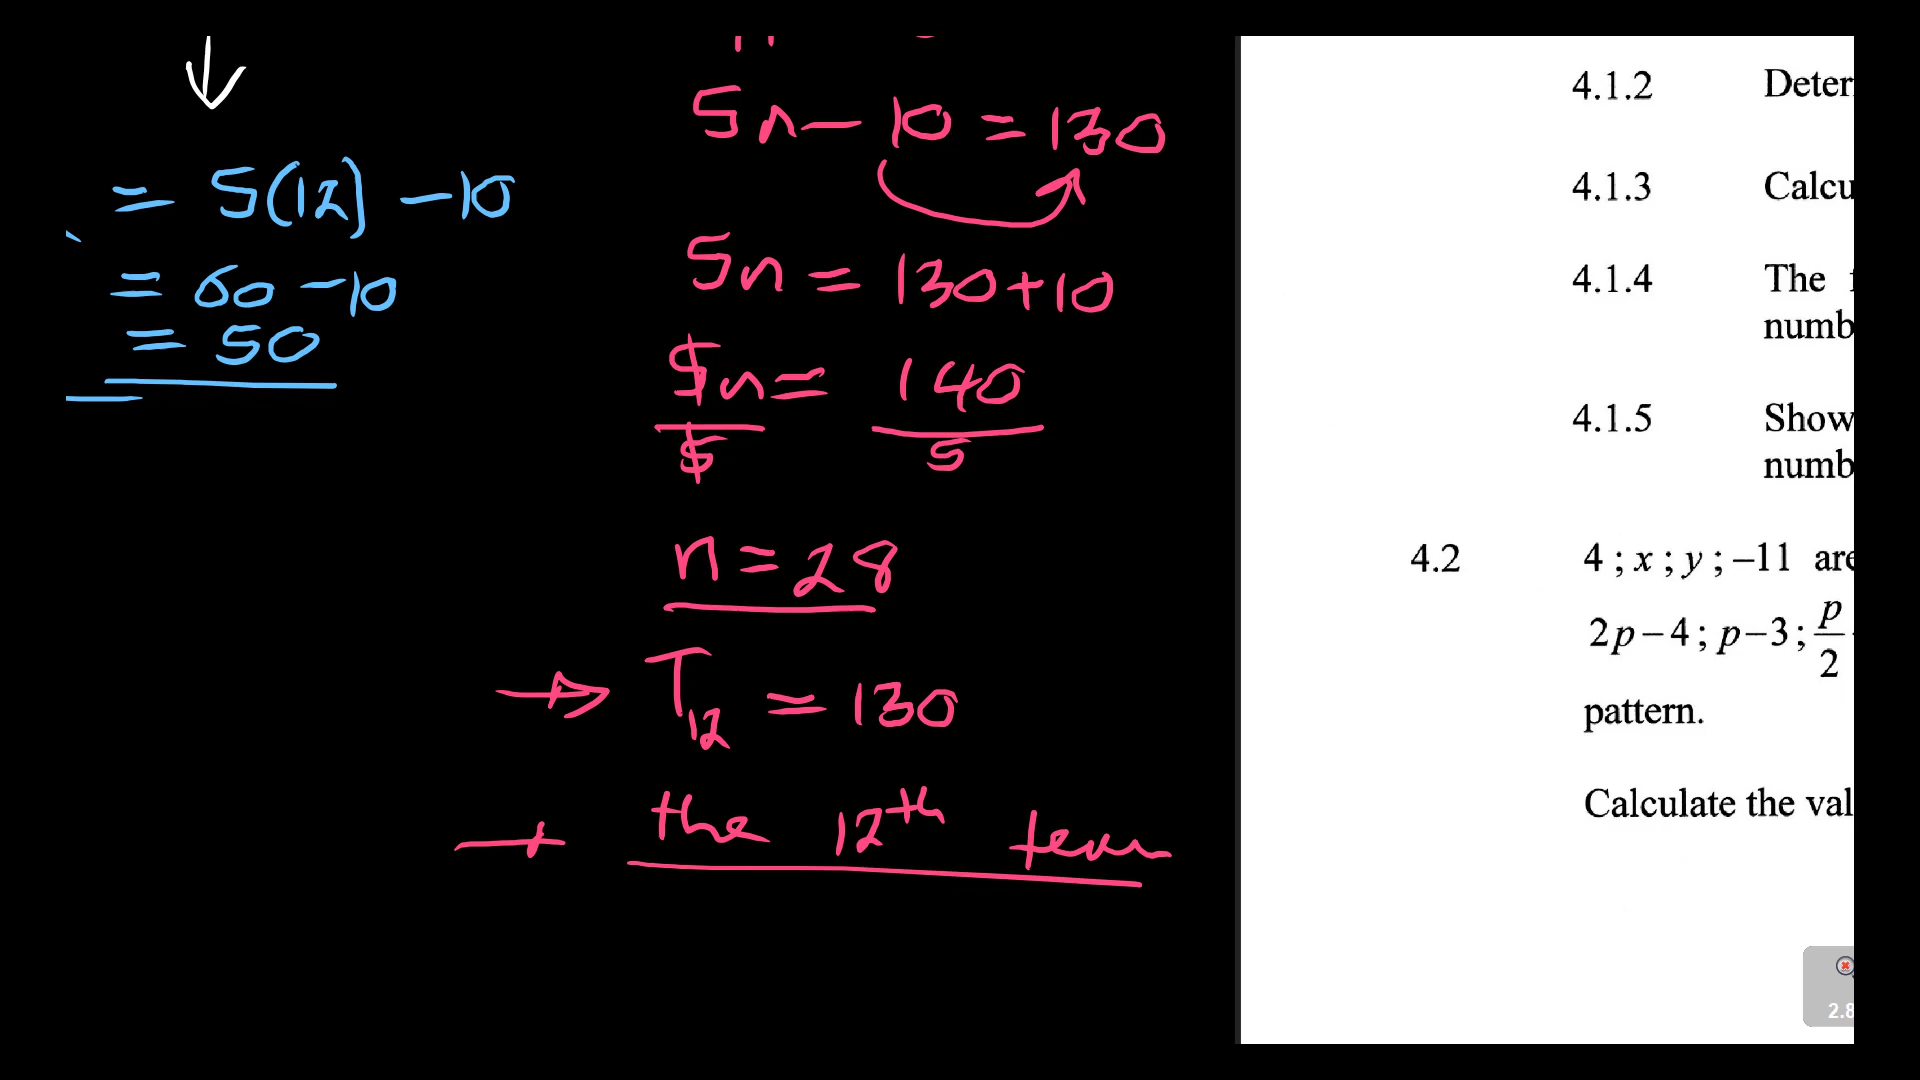 = 5(12) - 10
= 60 - 10
= 50
5n - 10 = 130
5n = 130 + 10
5n = 140
5 5
n = 28
→ T12 = 130
→ the 12th term
4.1.2 Deter
4.1.3 Calcu
4.1.4 The
numb
4.1.5 Show
numb
4.2 4 ; x ; y ; –11 are
2p – 4 ; p – 3 ; p/2
pattern.
Calculate the val
2.8